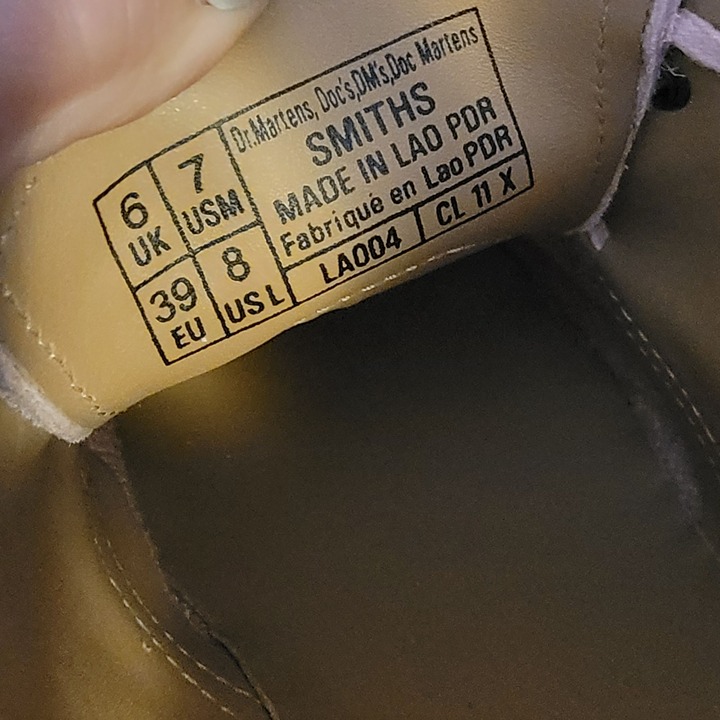 6
UK
7
USM
39
EU
8
US L
Dr.Martens, Doc's,DM's,Doc Martens
SMITHS
MADE IN LAO PDR
Fabriqué en Lao PDR
LA004
CL 11 X